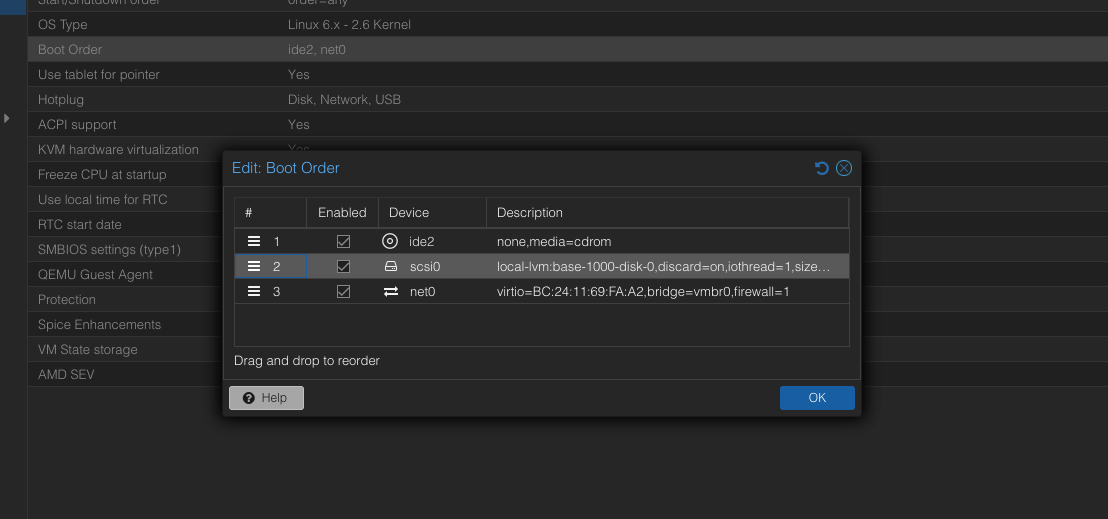 Start/Shutdown order order=any
OS Type Linux 6.x - 2.6 Kernel
Boot Order ide2, net0
Use tablet for pointer Yes
Hotplug Disk, Network, USB
ACPI support Yes
KVM hardware virtualization Yes
Freeze CPU at startup
Use local time for RTC
RTC start date
SMBIOS settings (type1)
QEMU Guest Agent
Protection
Spice Enhancements
VM State storage
AMD SEV
Edit: Boot Order
# Enabled Device Description
1 ide2 none,media=cdrom
2 scsi0 local-lvm:base-1000-disk-0,discard=on,iothread=1,size…
3 net0 virtio=BC:24:11:69:FA:A2,bridge=vmbr0,firewall=1
Drag and drop to reorder
Help OK